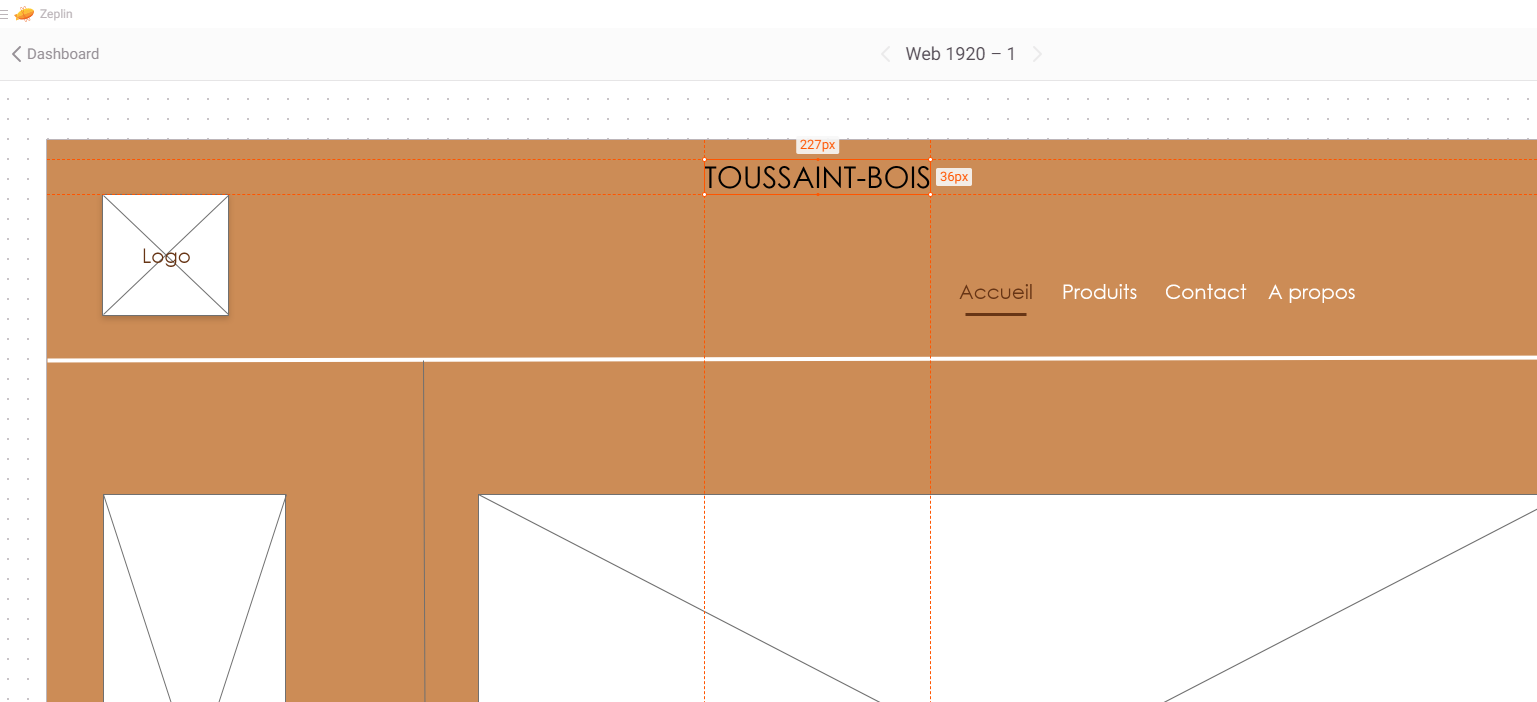 Zeplin
Dashboard
Web 1920 – 1
227px
TOUSSAINT-BOIS
36px
Logo
Accueil Produits Contact A propos